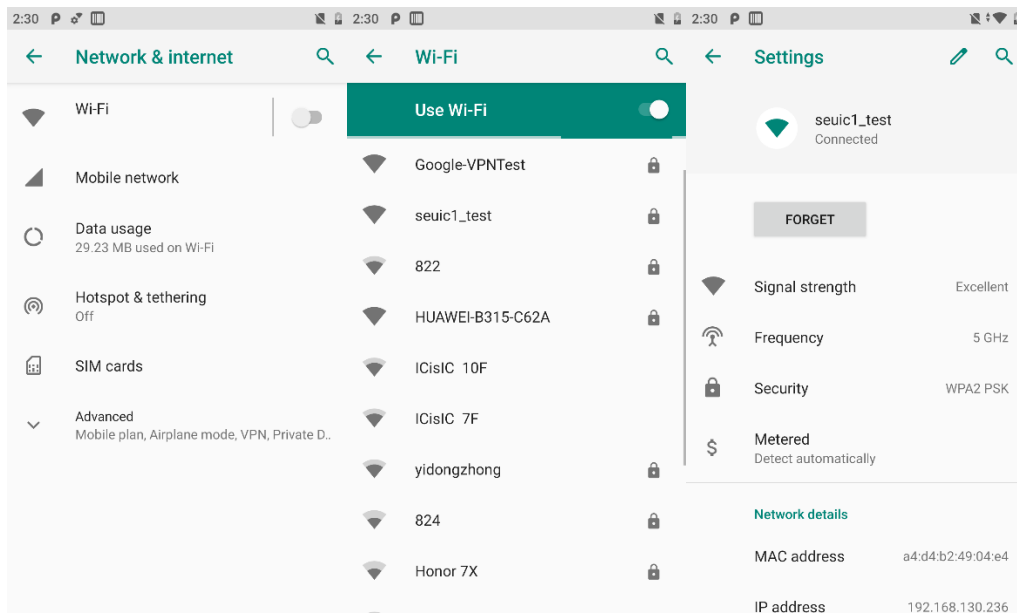 2:30
Network & internet
Wi-Fi
Mobile network
Data usage
29.23 MB used on Wi-Fi
Hotspot & tethering
Off
SIM cards
Advanced
Mobile plan, Airplane mode, VPN, Private D..
2:30
Wi-Fi
Use Wi-Fi
Google-VPNTest
seuic1_test
822
HUAWEI-B315-C62A
ICisIC 10F
ICisIC 7F
yidongzhong
824
Honor 7X
2:30
Settings
seuic1_test
Connected
FORGET
Signal strength Excellent
Frequency 5 GHz
Security WPA2 PSK
Metered
Detect automatically
Network details
MAC address a4:d4:b2:49:04:e4
IP address 192.168.130.236